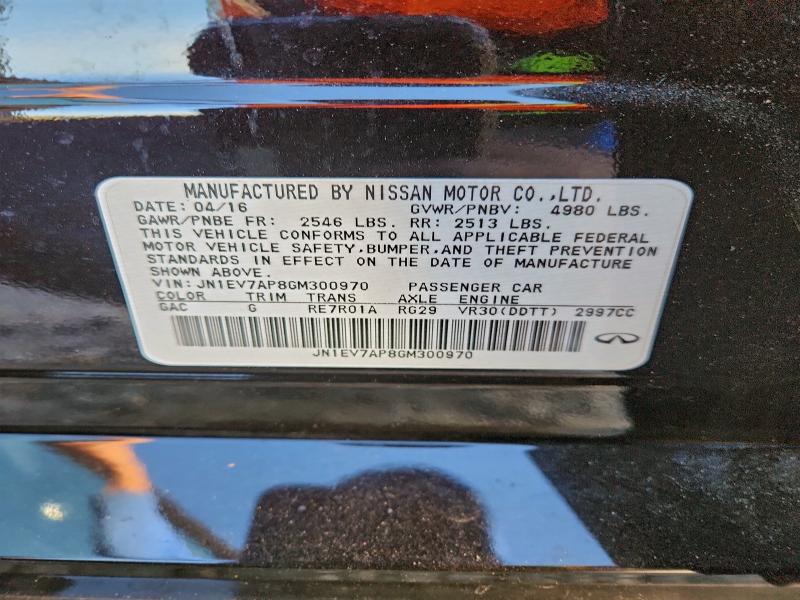 MANUFACTURED BY NISSAN MOTOR CO.,LTD.
DATE: 04/16 GVWR/PNBV: 4980 LBS.
GAWR/PNBE FR: 2546 LBS. RR: 2513 LBS.
THIS VEHICLE CONFORMS TO ALL APPLICABLE FEDERAL
MOTOR VEHICLE SAFETY,BUMPER,AND THEFT PREVENTION
STANDARDS IN EFFECT ON THE DATE OF MANUFACTURE
SHOWN ABOVE.
VIN: JN1EV7AP8GM300970 PASSENGER CAR
COLOR TRIM TRANS AXLE ENGINE
GAC G RE7R01A RG29 VR30(DDTT) 2997CC
JN1EV7AP8GM300970